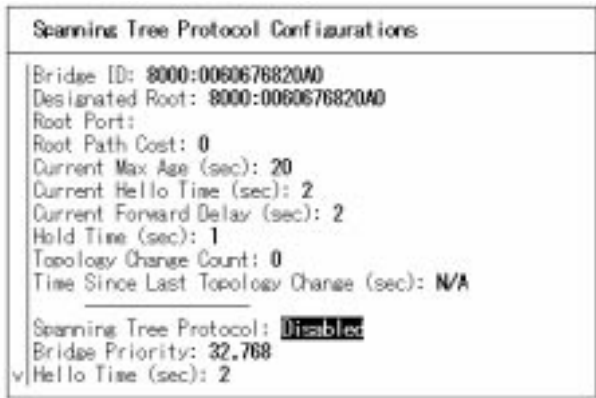 Spanning Tree Protocol Configurations
Bridge ID: 8000:0060676820A0
Designated Root: 8000:0060676820A0
Root Port:
Root Path Cost: 0
Current Max Age (sec): 20
Current Hello Time (sec): 2
Current Forward Delay (sec): 2
Hold Time (sec): 1
Topology Change Count: 0
Time Since Last Topology Change (sec): N/A
Spanning Tree Protocol: Disabled
Bridge Priority: 32,768
v Hello Time (sec): 2